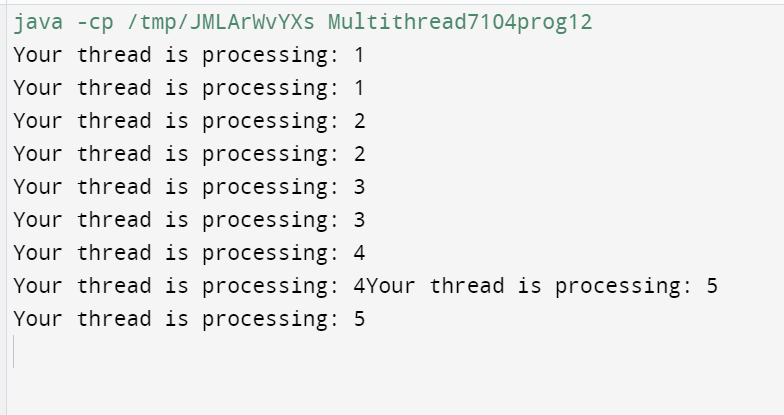 java -cp /tmp/JMLArWvYXs Multithread7104prog12
Your thread is processing: 1
Your thread is processing: 1
Your thread is processing: 2
Your thread is processing: 2
Your thread is processing: 3
Your thread is processing: 3
Your thread is processing: 4
Your thread is processing: 4Your thread is processing: 5
Your thread is processing: 5